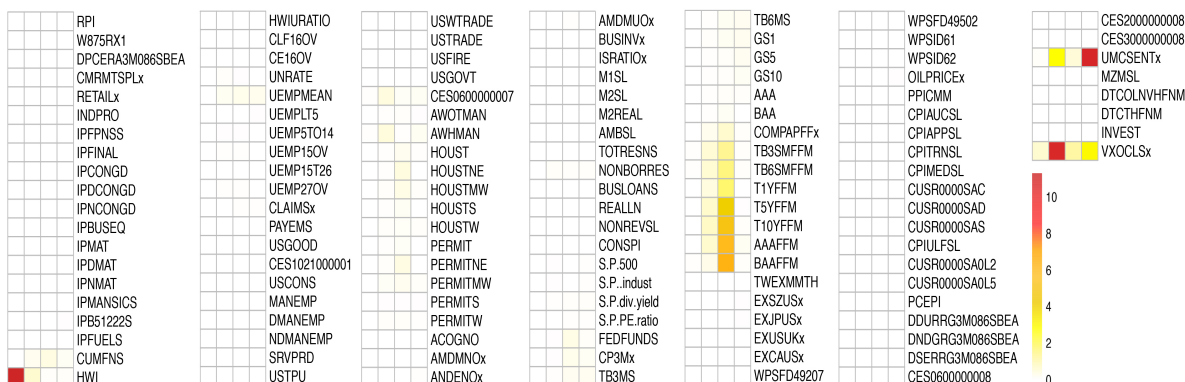 RPI
W875RX1
DPCERA3M086SBEA
CMRMTSPLx
RETAILx
INDPRO
IPFPNSS
IPFINAL
IPCONGD
IPDCONGD
IPNCONGD
IPBUSEQ
IPMAT
IPDMAT
IPNMAT
IPMANSICS
IPB51222S
IPFUELS
CUMFNS
HWI
HWIURATIO
CLF16OV
CE16OV
UNRATE
UEMPMEAN
UEMPLT5
UEMP5TO14
UEMP15OV
UEMP15T26
UEMP27OV
CLAIMSx
PAYEMS
USGOOD
CES1021000001
USCONS
MANEMP
DMANEMP
NDMANEMP
SRVPRD
USTPU
USWTRADE
USTRADE
USFIRE
USGOVT
CES0600000007
AWOTMAN
AWHMAN
HOUST
HOUSTNE
HOUSTMW
HOUSTS
HOUSTW
PERMIT
PERMITNE
PERMITMW
PERMITS
PERMITW
ACOGNO
AMDMNOx
ANDENOx
AMDMUOx
BUSINVx
ISRATIOx
M1SL
M2SL
M2REAL
AMBSL
TOTRESNS
NONBORRES
BUSLOANS
REALLN
NONREVSL
CONSPI
S.P.500
S.P..indust
S.P.div.yield
S.P.PE.ratio
FEDFUNDS
CP3Mx
TB3MS
TB6MS
GS1
GS5
GS10
AAA
BAA
COMPAPFFx
TB3SMFFM
TB6SMFFM
T1YFFM
T5YFFM
T10YFFM
AAAFFM
BAAFFM
TWEXMMTH
EXSZUSx
EXJPUSx
EXUSUKx
EXCAUSx
WPSFD49207
WPSFD49502
WPSID61
WPSID62
OILPRICEx
PPICMM
CPIAUCSL
CPIAPPSL
CPITRNSL
CPIMEDSL
CUSR0000SAC
CUSR0000SAD
CUSR0000SAS
CPIULFSL
CUSR0000SA0L2
CUSR0000SA0L5
PCEPI
DDURRG3M086SBEA
DNDGRG3M086SBEA
DSERRG3M086SBEA
CES0600000008
CES2000000008
CES3000000008
UMCSENTx
MZMSL
DTCOLNVHFNM
DTCTHFNM
INVEST
VXOCLSx
10
8
6
4
2
0